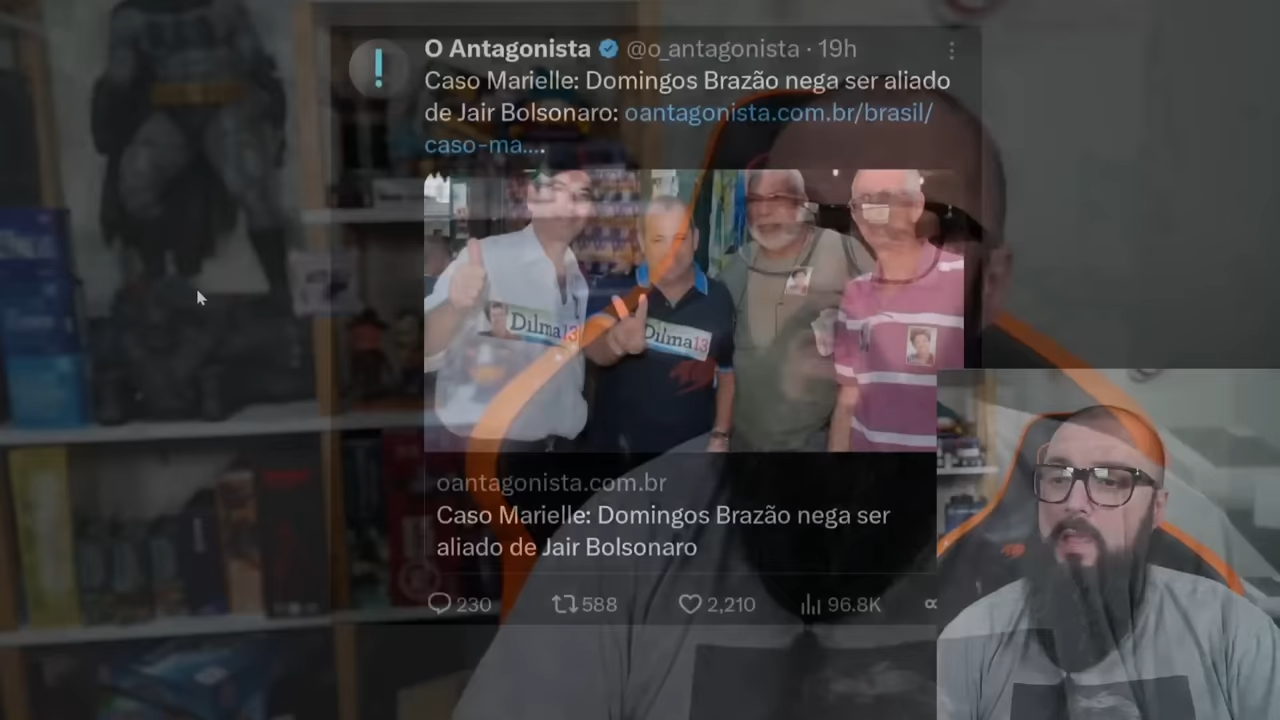 O Antagonista @o_antagonista · 19h
Caso Marielle: Domingos Brazão nega ser aliado
de Jair Bolsonaro: oantagonista.com.br/brasil/
caso-ma....
Dilma13
Dilma13
oantagonista.com.br
Caso Marielle: Domingos Brazão nega ser
aliado de Jair Bolsonaro
230 588 2,210 96.8K